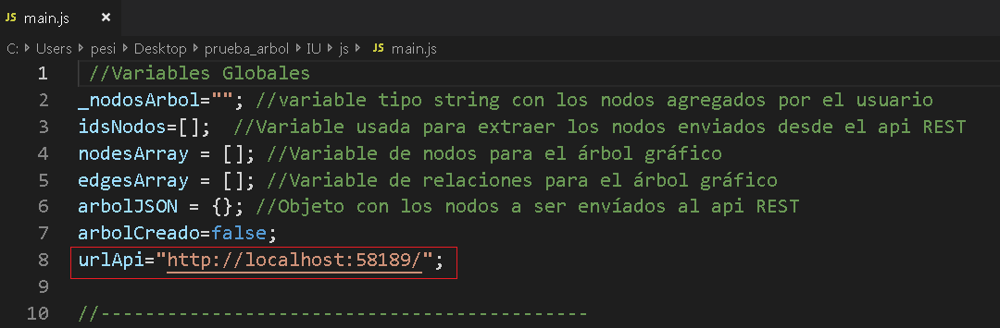 JS main.js ×
C: > Users > pesi > Desktop > prueba_arbol > IU > js > JS main.js
1 //Variables Globales
2 _nodosArbol=""; //variable tipo string con los nodos agregados por el usuario
3 idsNodos=[]; //Variable usada para extraer los nodos enviados desde el api REST
4 nodesArray = []; //Variable de nodos para el árbol gráfico
5 edgesArray = []; //Variable de relaciones para el árbol gráfico
6 arbolJSON = {}; //Objeto con los nodos a ser envíados al api REST
7 arbolCreado=false;
8 urlApi="http://localhost:58189/";
9
10 //--------------------------------------------